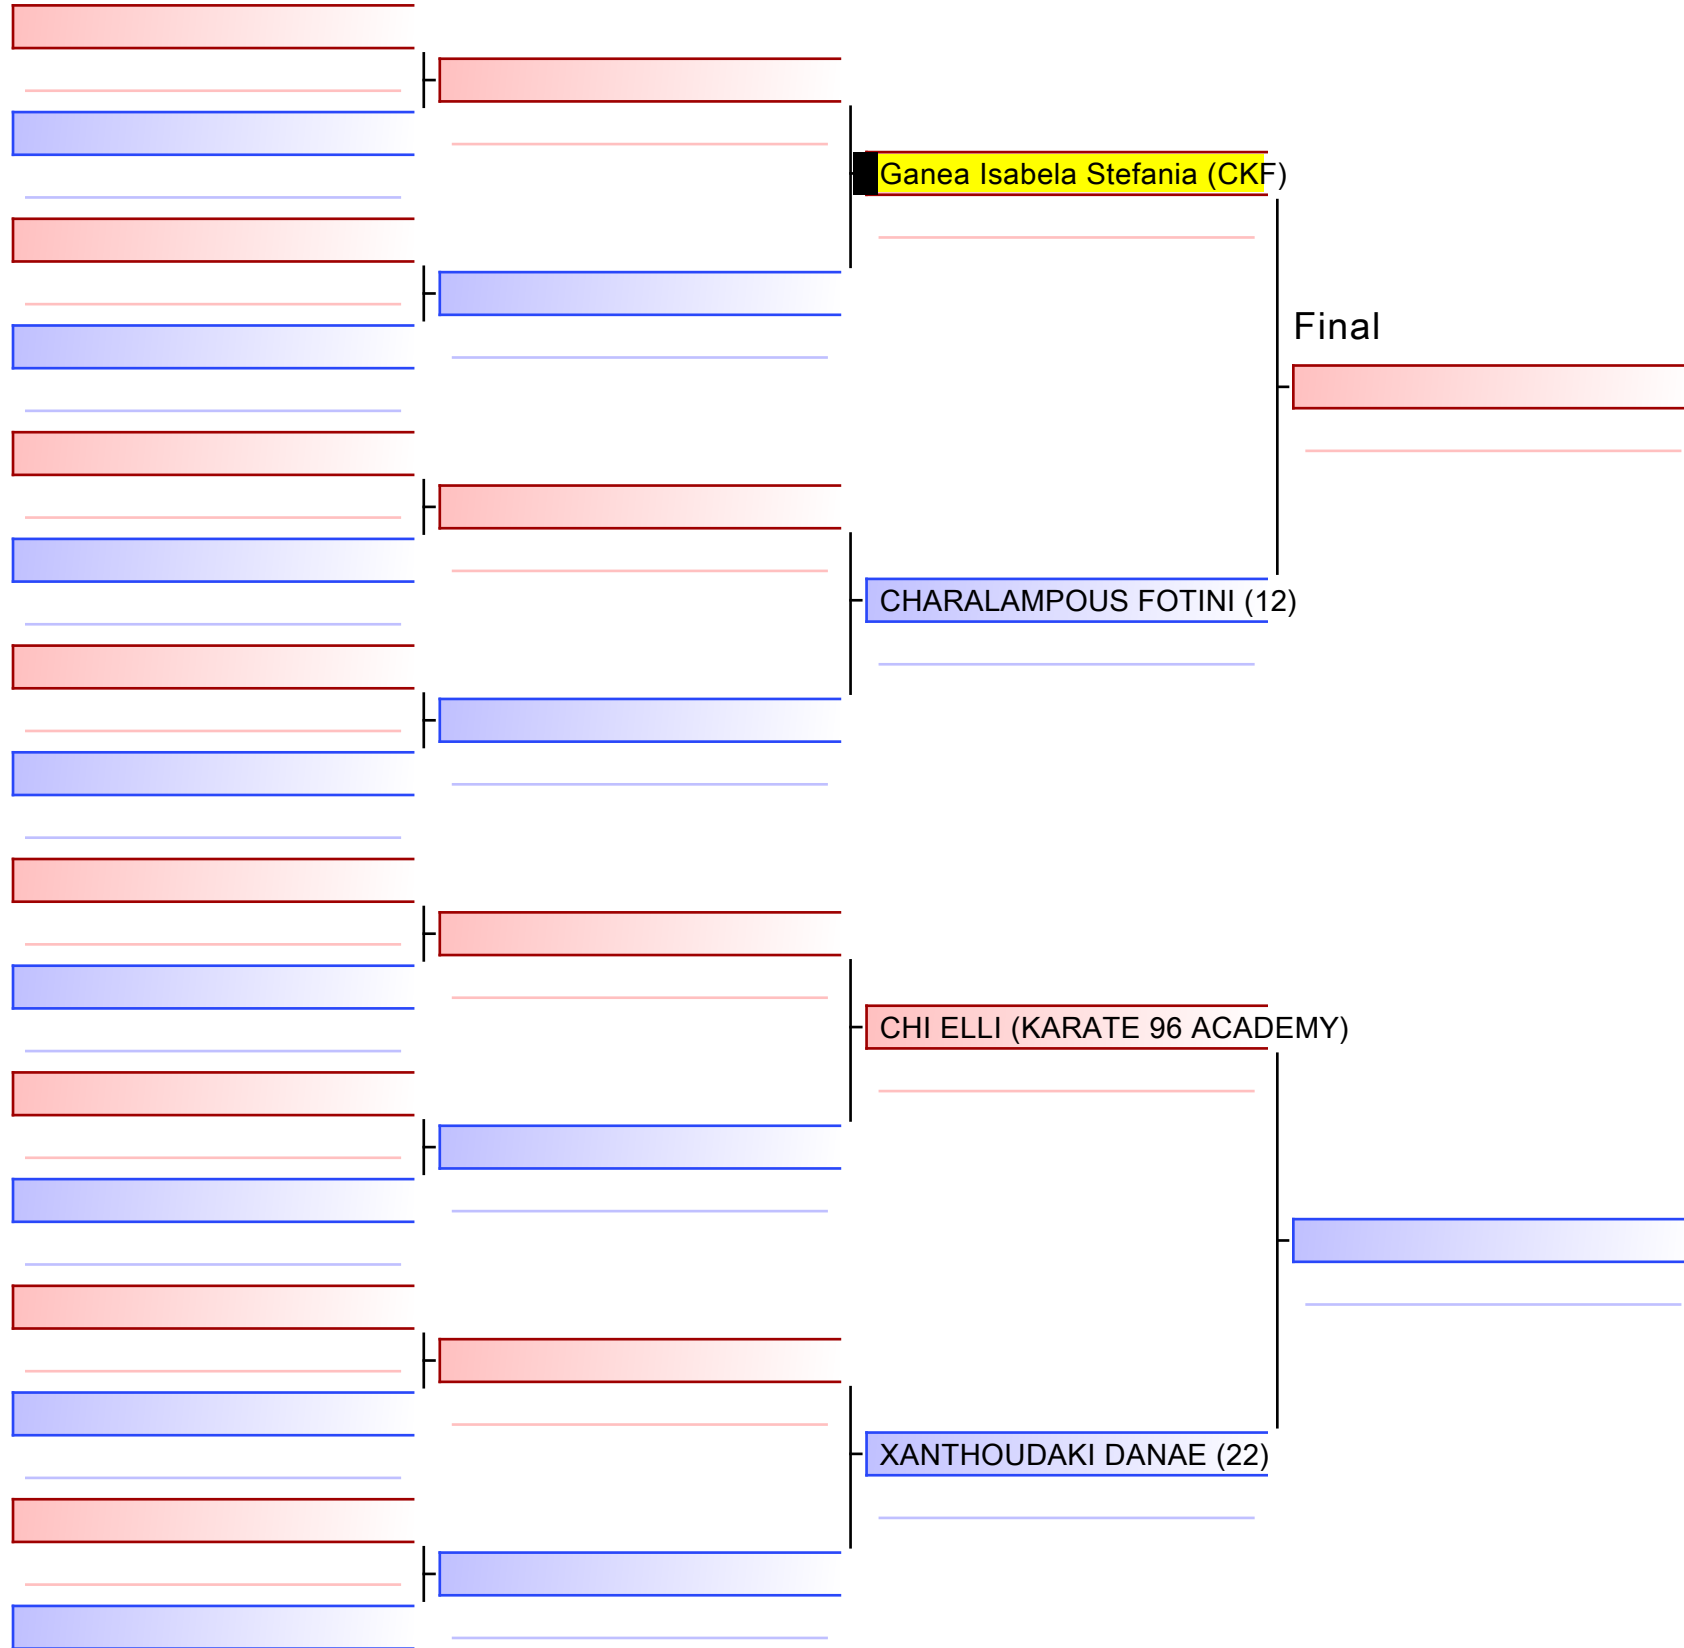 Ganea Isabela Stefania (CKF)
Final
CHARALAMPOUS FOTINI (12)
CHI ELLI (KARATE 96 ACADEMY)
XANTHOUDAKI DANAE (22)